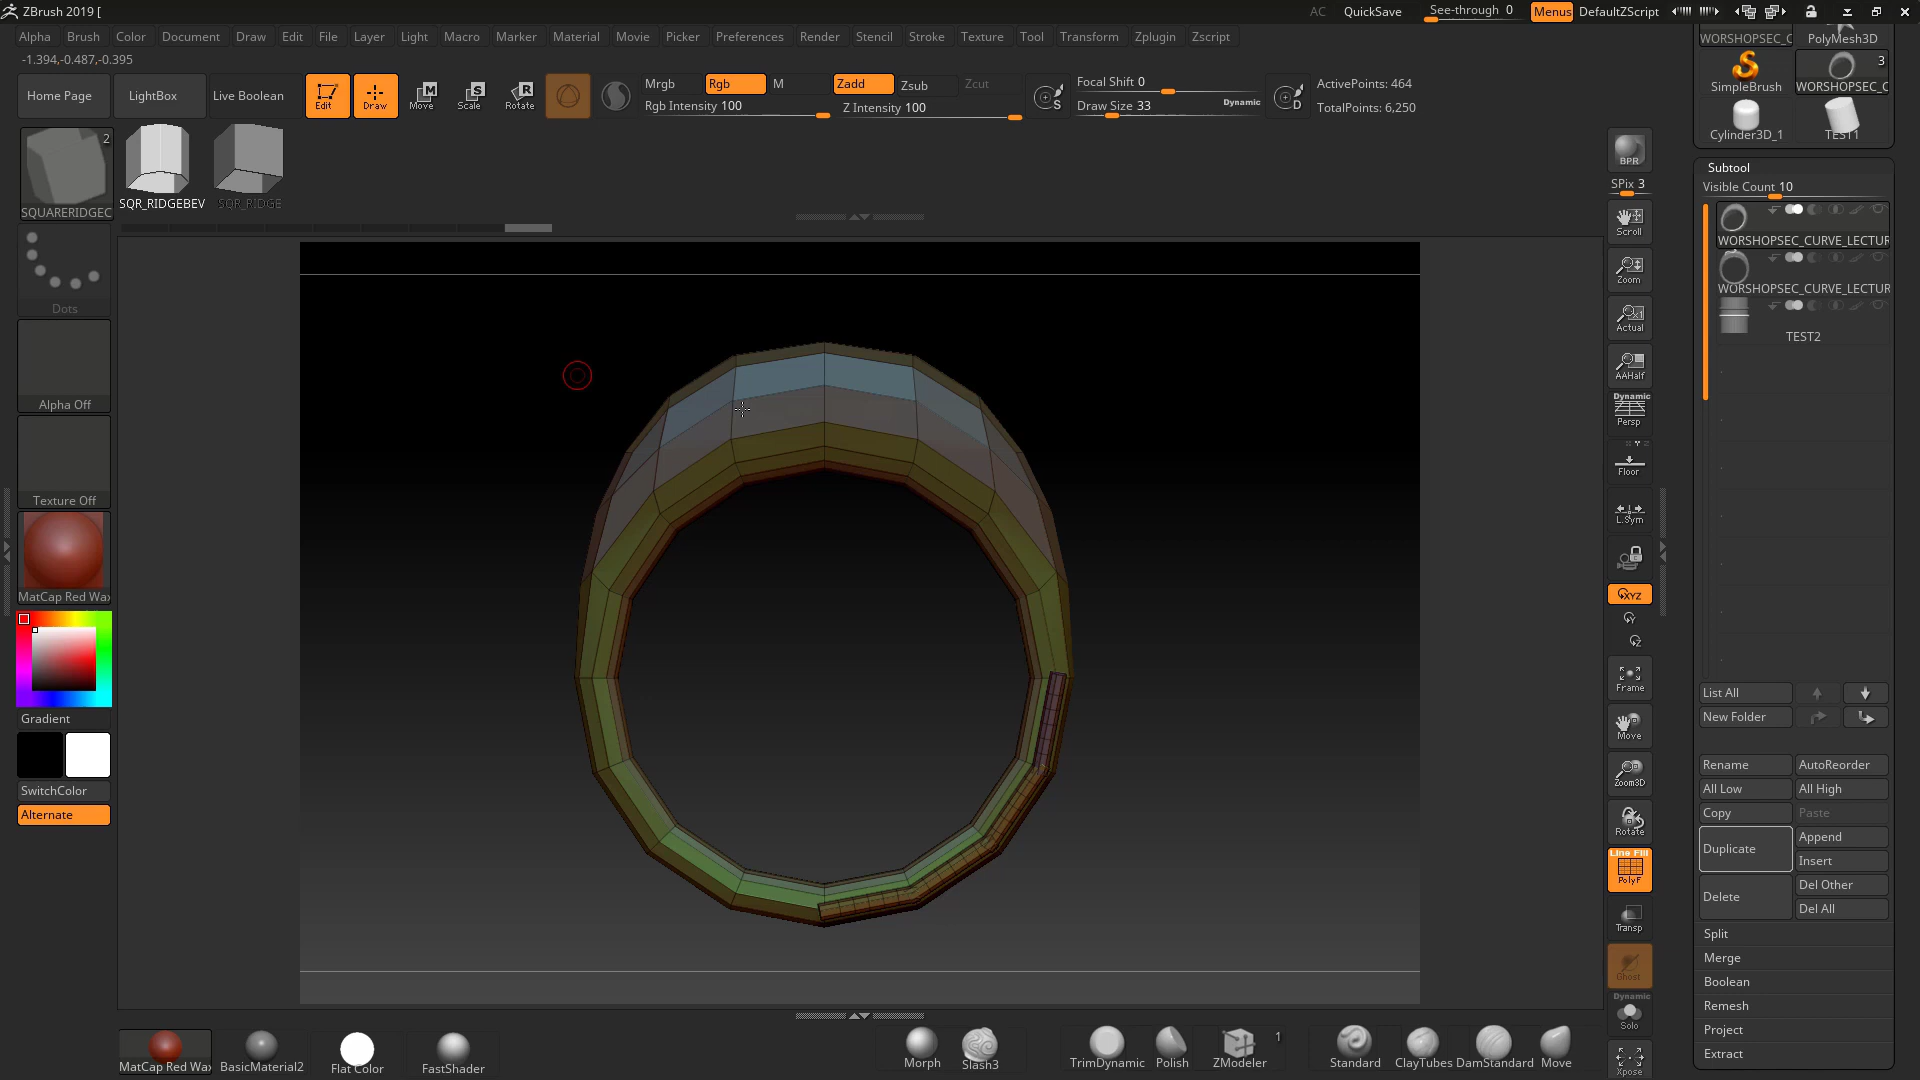 ZBrush 2019 [
AC QuickSave See-through 0 Menus DefaultZScript
Alpha Brush Color Document Draw Edit File Layer Light Macro Marker Material Movie Picker Preferences Render Stencil Stroke Texture Tool Transform Zplugin Zscript
-1.394,-0.487,-0.395
Home Page LightBox Live Boolean Edit Draw Move Scale Rotate
Mrgb Rgb M Zadd Zsub Zcut
Rgb Intensity 100 Z Intensity 100
Focal Shift 0
Draw Size 33 Dynamic
ActivePoints: 464
TotalPoints: 6,250
2
SQUARERIDGEC SQR_RIDGEBEV SQR_RIDGE
Dots
Alpha Off
Texture Off
MatCap Red Wax
Gradient
SwitchColor
Alternate
BPR
SPix 3
Scroll
Zoom
Actual
AAHalf
Dynamic
Persp
Floor
L.Sym
XYZ
Y
Z
Frame
Move
Zoom3D
Rotate
Line Fill
PolyF
Transp
Ghost
Dynamic
Solo
Xpose
WORSHOPSEC_C PolyMesh3D
3
SimpleBrush WORSHOPSEC_C
Cylinder3D_1 TEST1
Subtool
Visible Count 10
WORSHOPSEC_CURVE_LECTUR
WORSHOPSEC_CURVE_LECTUR
TEST2
List All
New Folder
Rename AutoReorder
All Low All High
Copy Paste
Duplicate Append
Insert
Delete Del Other
Del All
Split
Merge
Boolean
Remesh
Project
Extract
MatCap Red Wax BasicMaterial2 Flat Color FastShader Morph Slash3 TrimDynamic Polish ZModeler 1 Standard ClayTubes DamStandard Move